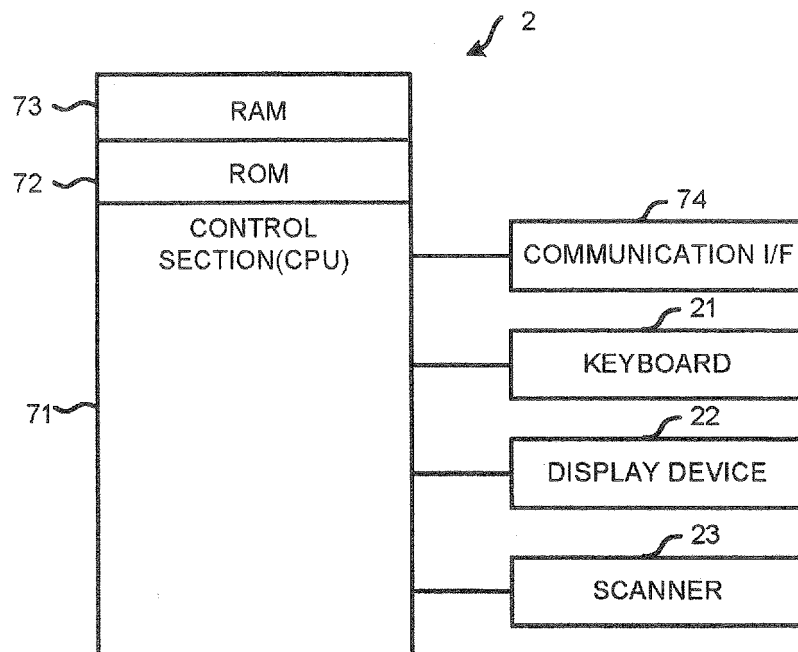 2
73
RAM
72
ROM
CONTROL
SECTION(CPU)
71
74
COMMUNICATION I/F
21
KEYBOARD
22
DISPLAY DEVICE
23
SCANNER